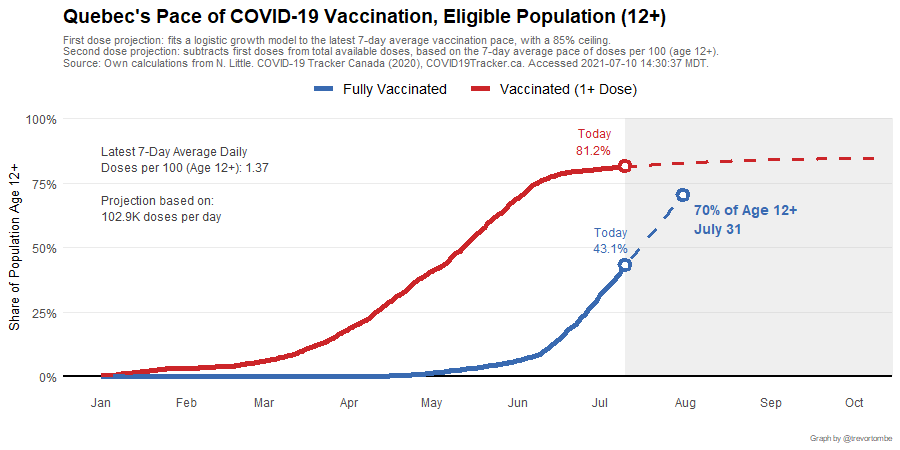 Quebec's Pace of COVID-19 Vaccination, Eligible Population (12+)
First dose projection: fits a logistic growth model to the latest 7-day average vaccination pace, with a 85% ceiling.
Second dose projection: subtracts first doses from total available doses, based on the 7-day average pace of doses per 100 (age 12+).
Source: Own calculations from N. Little. COVID-19 Tracker Canada (2020), COVID19Tracker.ca. Accessed 2021-07-10 14:30:37 MDT.
Fully Vaccinated
Vaccinated (1+ Dose)
Share of Population Age 12+
100%
75%
50%
25%
0%
Latest 7-Day Average Daily
Doses per 100 (Age 12+): 1.37
Projection based on:
102.9K doses per day
Today
81.2%
Today
43.1%
70% of Age 12+
July 31
Jan
Feb
Mar
Apr
May
Jun
Jul
Aug
Sep
Oct
Graph by @trevortombe